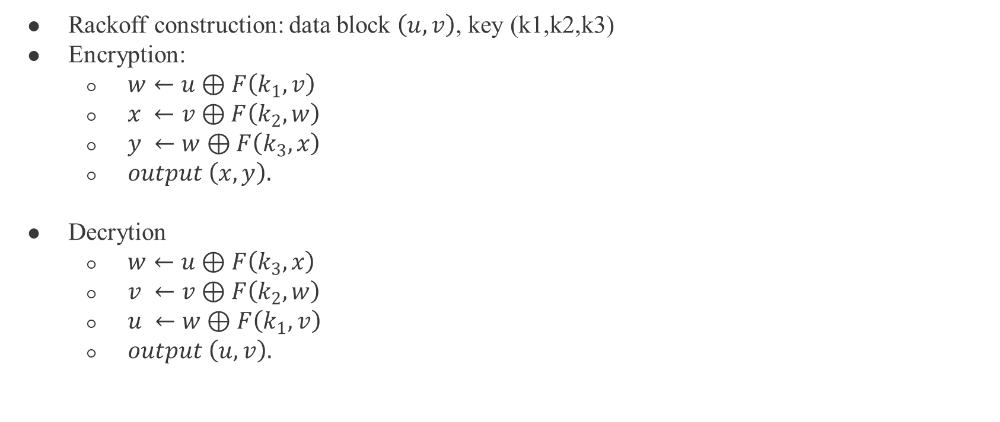 ● Rackoff construction: data block (u, v), key (k1,k2,k3)
● Encryption:
○ w ← u ⊕ F(k₁, v)
○ x ← v ⊕ F(k₂, w)
○ y ← w ⊕ F(k₃, x)
○ output (x, y).
● Decrytion
○ w ← u ⊕ F(k₃, x)
○ v ← v ⊕ F(k₂, w)
○ u ← w ⊕ F(k₁, v)
○ output (u, v).